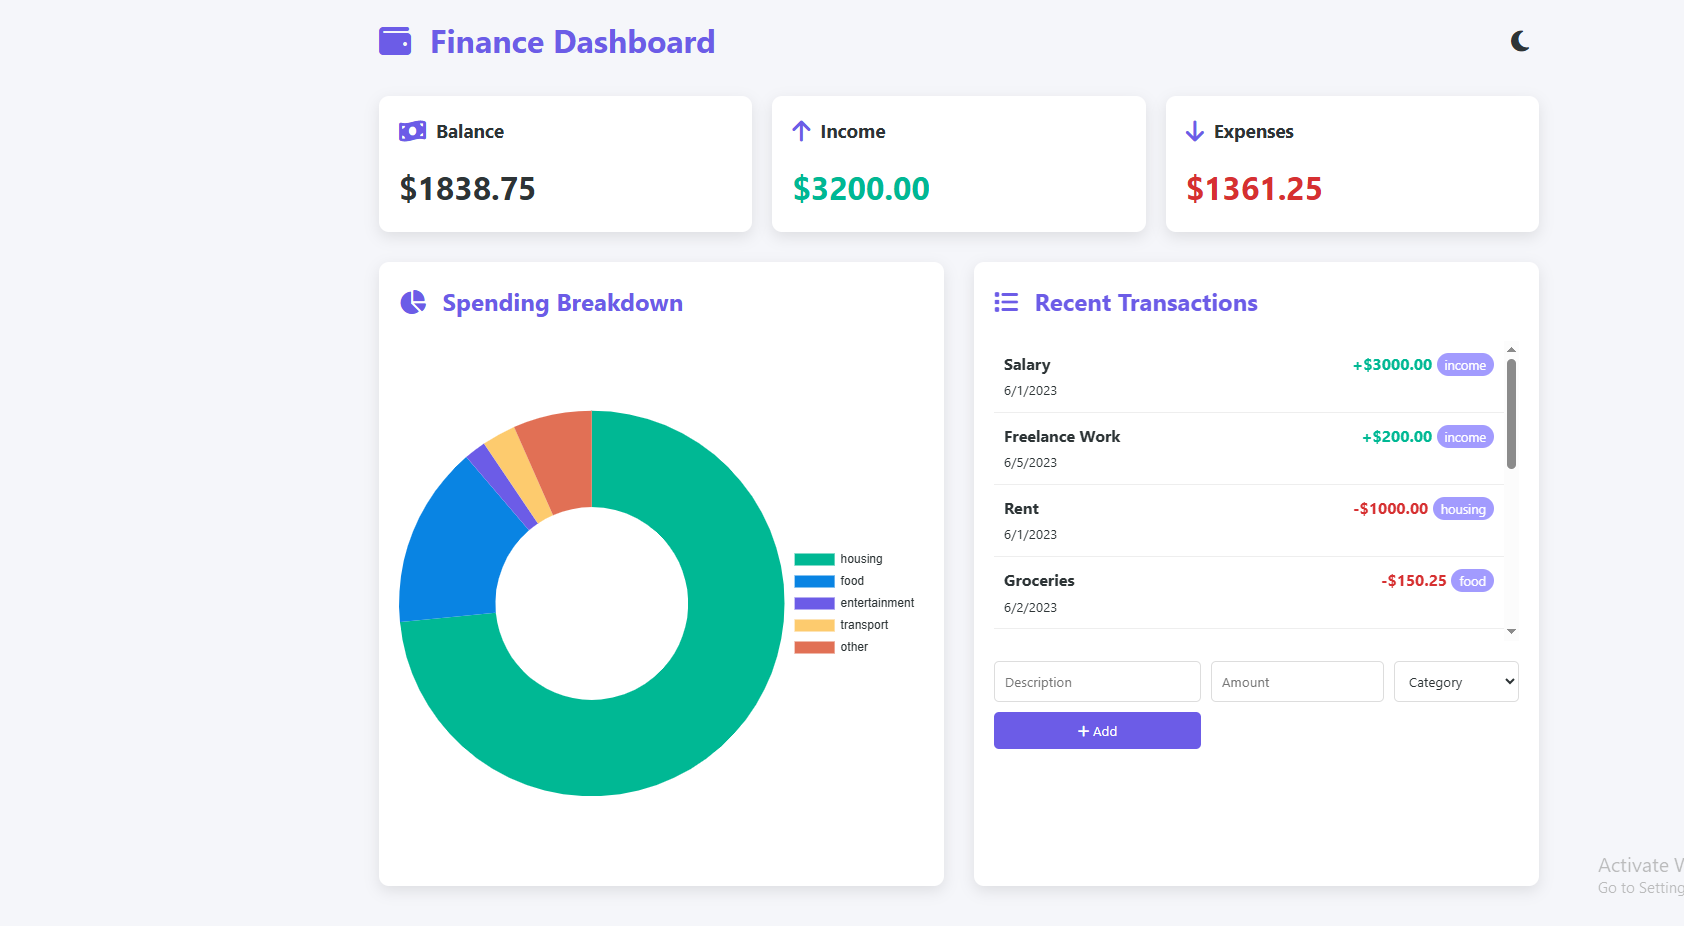 Finance Dashboard
Balance
$1838.75
Income
$3200.00
Expenses
$1361.25
Spending Breakdown
housing
food
entertainment
transport
other
Recent Transactions
Salary +$3000.00 income
6/1/2023
Freelance Work +$200.00 income
6/5/2023
Rent -$1000.00 housing
6/1/2023
Groceries -$150.25 food
6/2/2023
Description Amount Category
+ Add
Activate W
Go to Setting